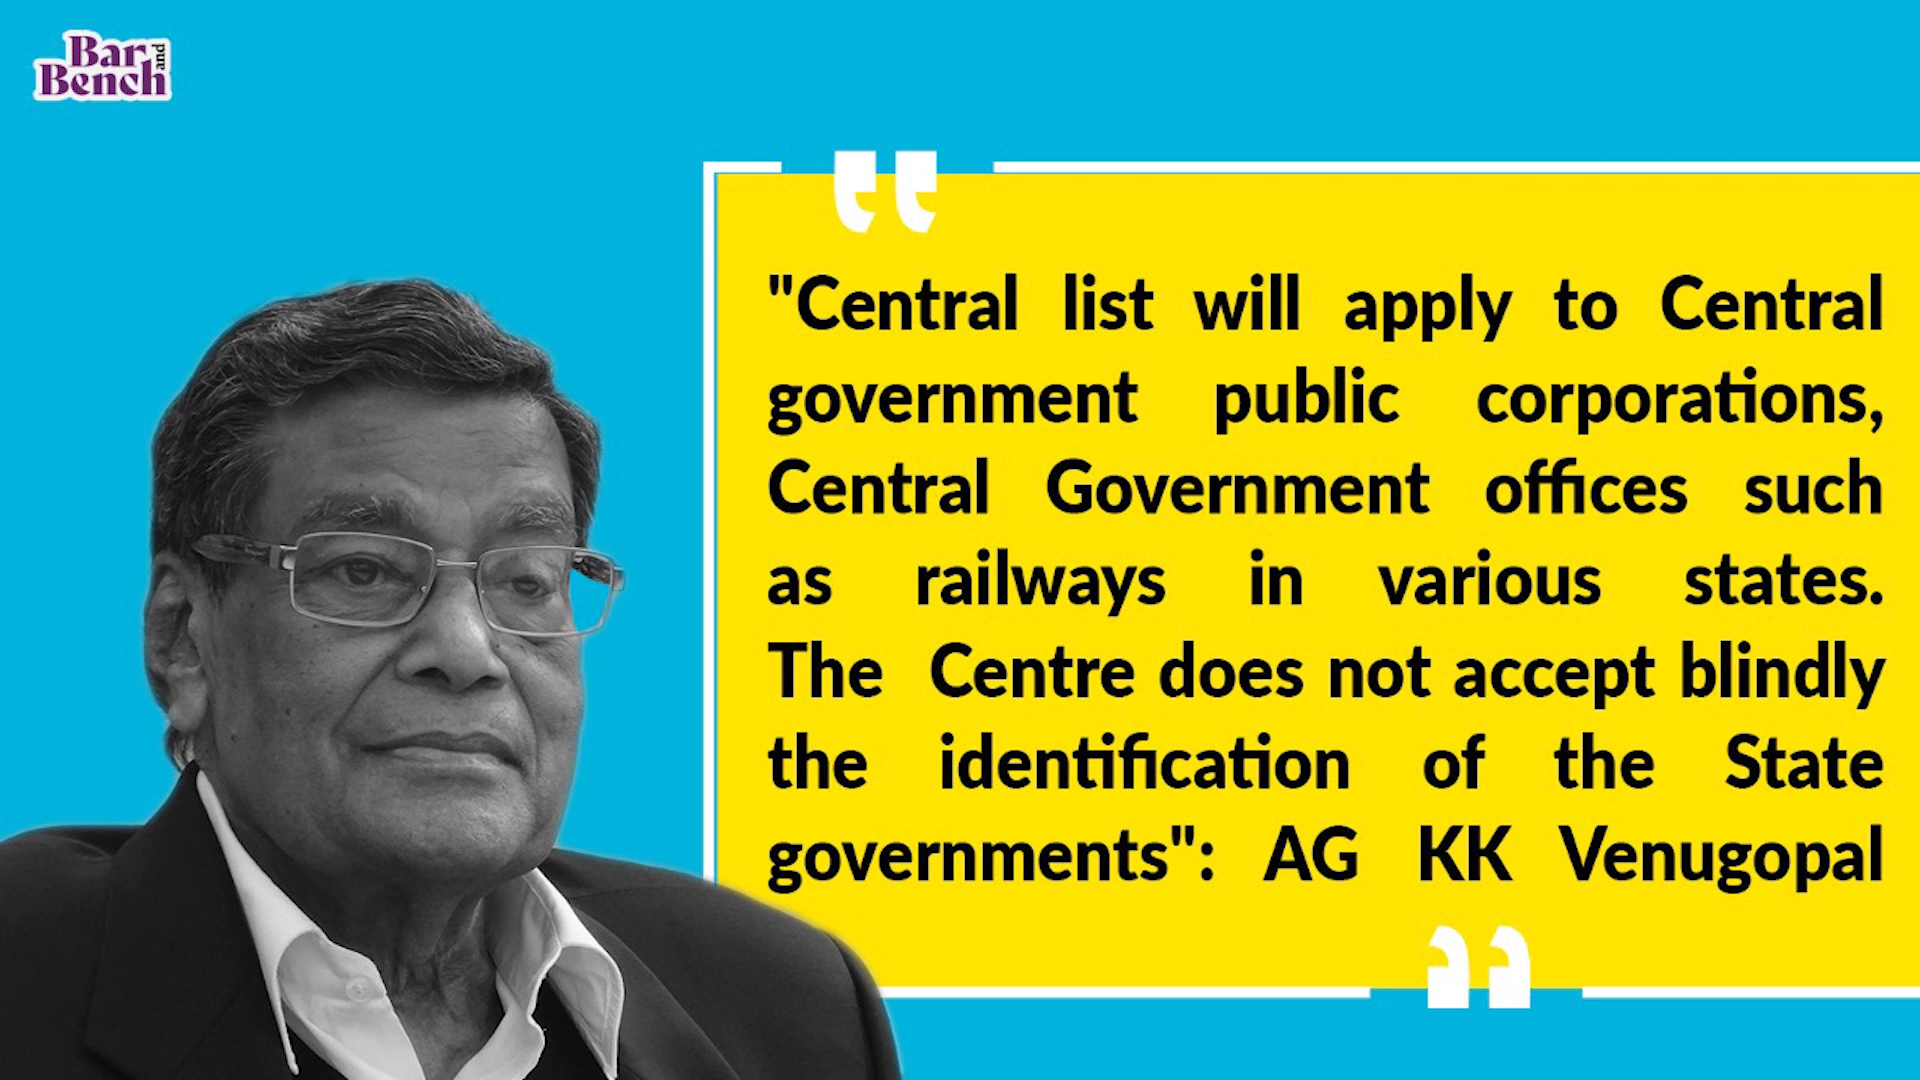 Bar and
Bench
"Central list will apply to Central
government public corporations,
Central Government offices such
as railways in various states.
The Centre does not accept blindly
the identification of the State
governments": AG KK Venugopal